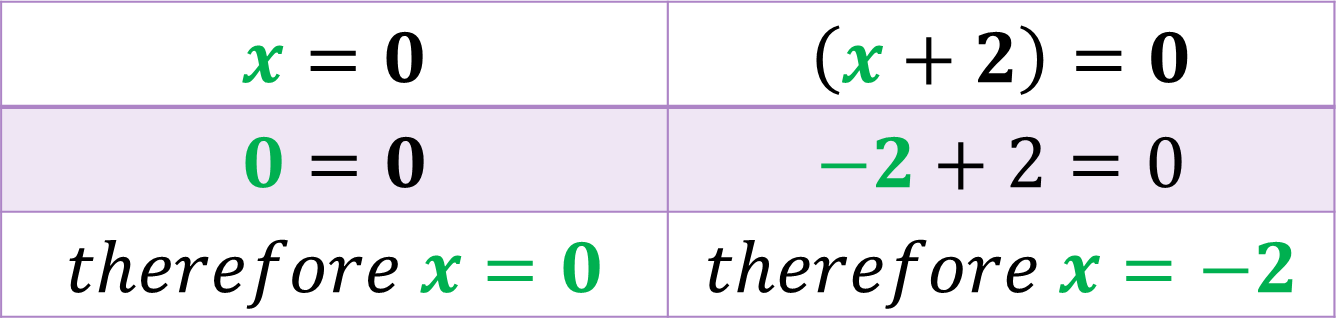 x = 0
(x + 2) = 0
0 = 0
−2 + 2 = 0
therefore x = 0
therefore x = −2